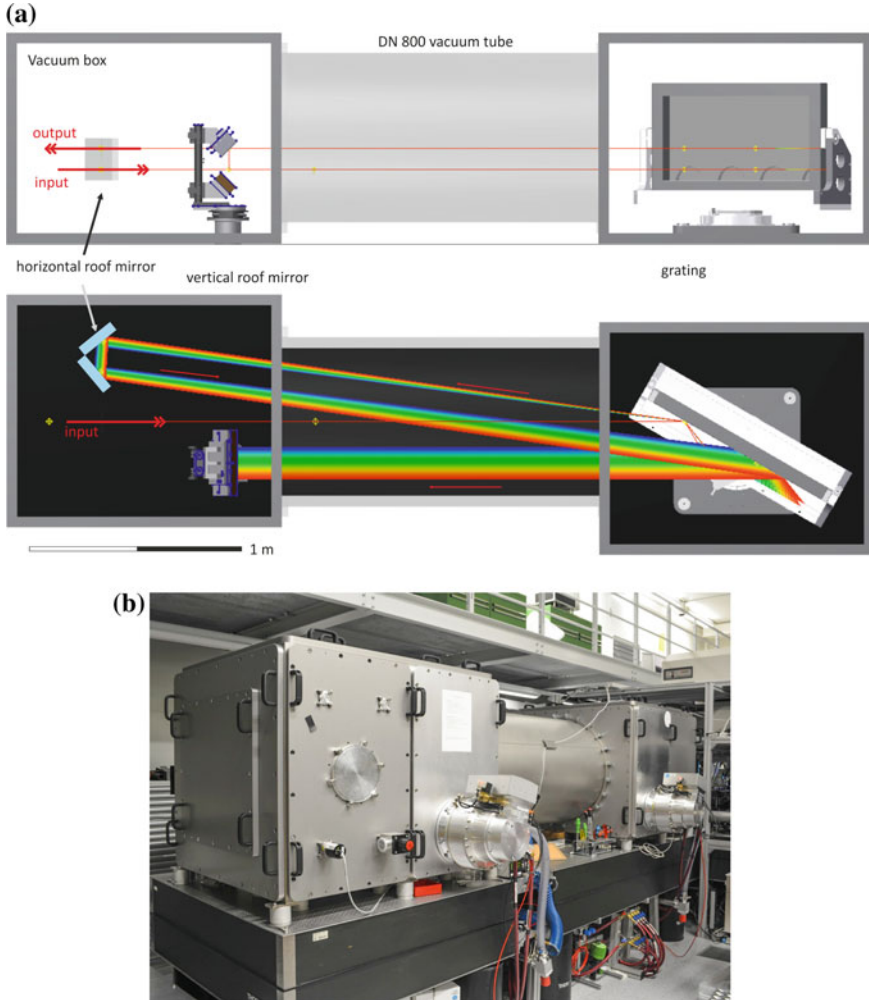 (a)
DN 800 vacuum tube
Vacuum box
output
input
horizontal roof mirror
vertical roof mirror
grating
input
1 m
(b)